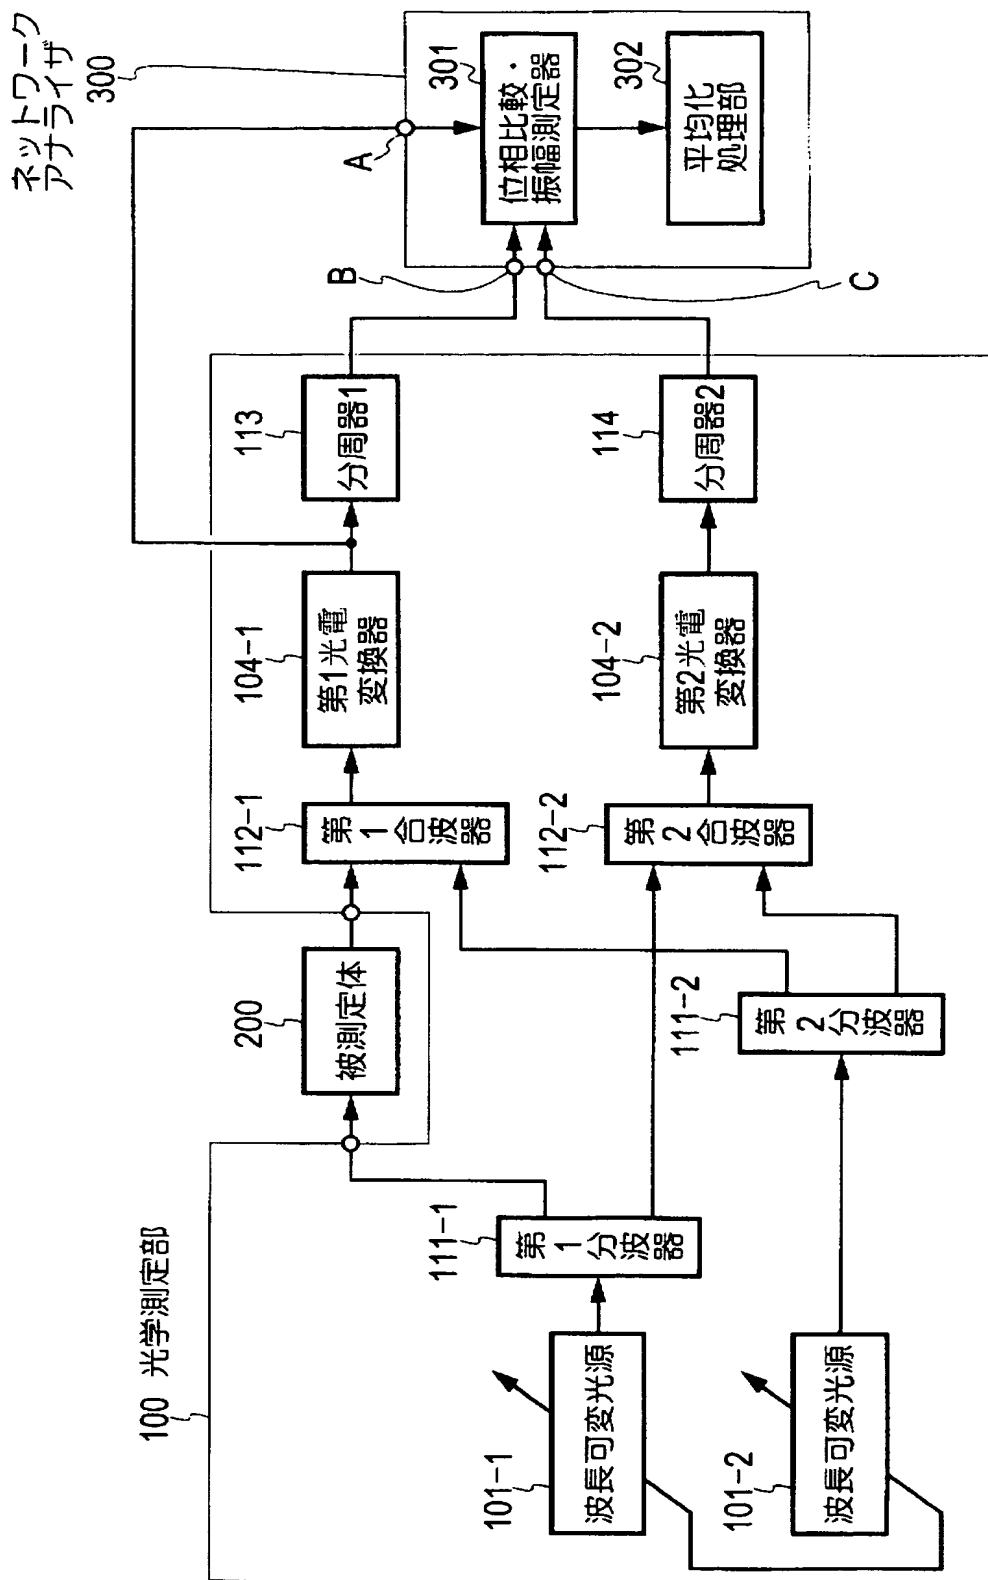 ネットワーク
アナライザ
300
A
301
位相比較・
振幅測定器
302
平均化
処理部
B
C
113
分周器1
114
分周器2
104-1
第1光電
変換器
104-2
第2光電
変換器
112-1
第1合波器
112-2
第2合波器
200
被測定体
111-2
第2分波器
111-1
第1分波器
100 光学測定部
101-1
波長可変光源
101-2
波長可変光源